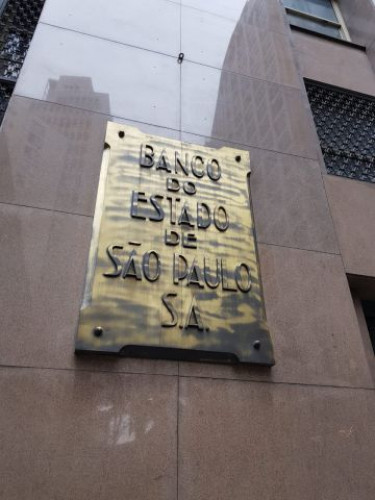 BANCO
DO
ESTADO
DE
SÃO PAULO
S.A.